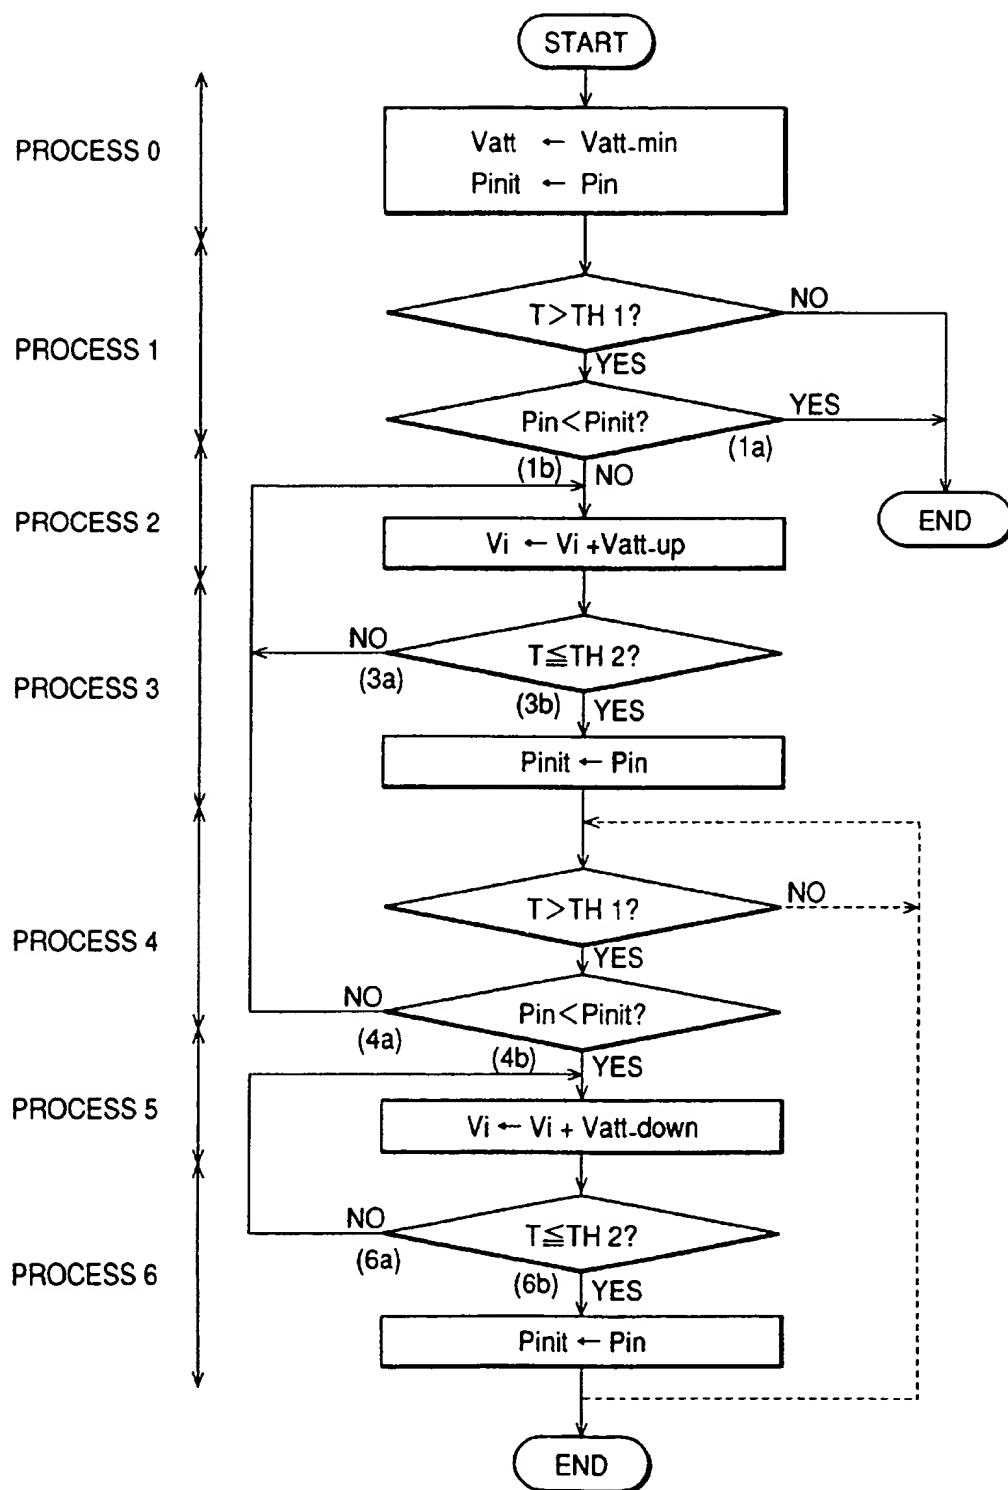 START
PROCESS 0
Vatt ← Vatt-min
Pinit ← Pin
PROCESS 1
T>TH 1?
NO
YES
Pin<Pinit?
YES
(1a)
(1b)
NO
END
PROCESS 2
Vi ← Vi +Vatt-up
PROCESS 3
T≦TH 2?
NO
(3a)
(3b)
YES
Pinit ← Pin
PROCESS 4
T>TH 1?
NO
YES
Pin<Pinit?
NO
(4a)
(4b)
YES
PROCESS 5
Vi ← Vi + Vatt-down
PROCESS 6
T≦TH 2?
NO
(6a)
(6b)
YES
Pinit ← Pin
END